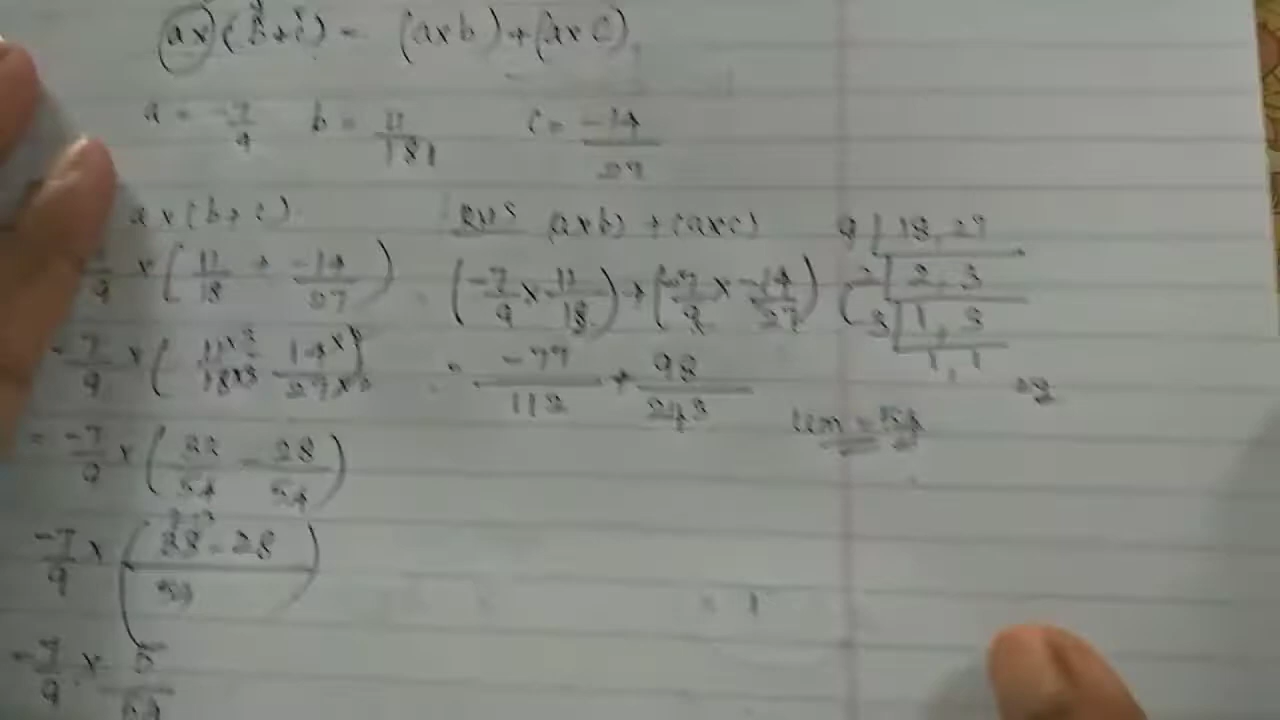 a×(b+c) = (a×b)+(a×c)
a = -7/9 b = 11/18 c = -14/27
a×(b+c) RHS (a×b)+(a×c) 9 | 18, 27
/9 × (11/18 + -14/27) (-7/9 × 11/18) + (-7/9 × -14/27) 2 | 2, 3
3 | 1, 3
-7/9 × (11×3/18×3 - 14×2/27×2) = -77/112 + 98/243 1, 1
Lcm = 54
= -7/9 × (33/54 - 28/54)
-7/9 × (33-28/54)
-7/9 × 5/54